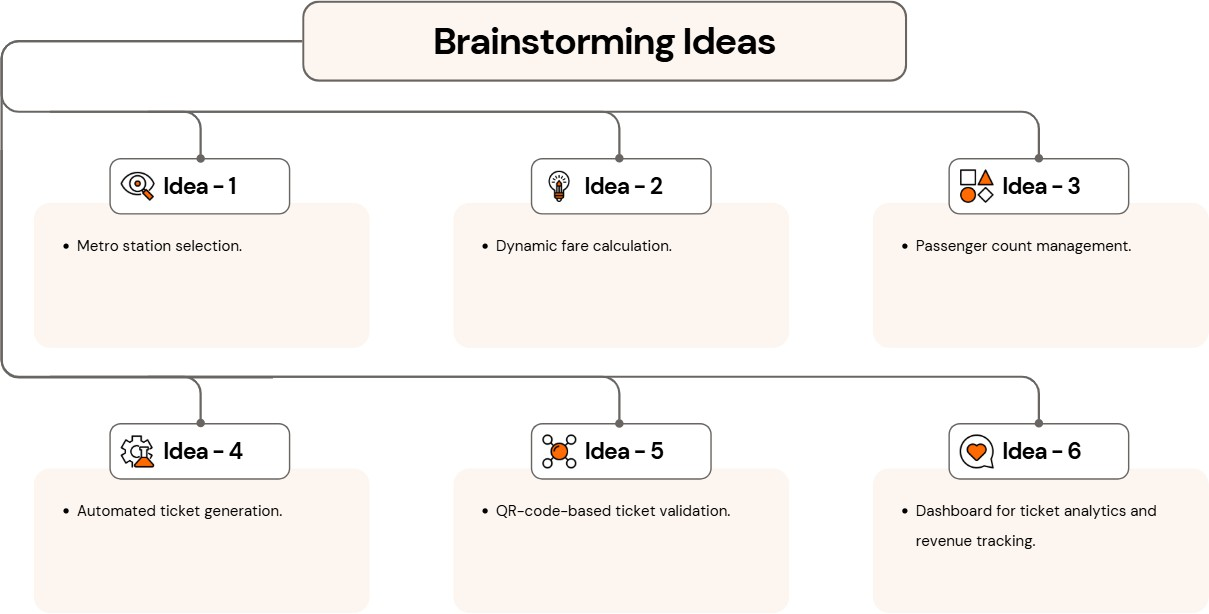 Brainstorming Ideas
Idea - 1
• Metro station selection.
Idea - 2
• Dynamic fare calculation.
Idea - 3
• Passenger count management.
Idea - 4
• Automated ticket generation.
Idea - 5
• QR-code-based ticket validation.
Idea - 6
• Dashboard for ticket analytics and
revenue tracking.